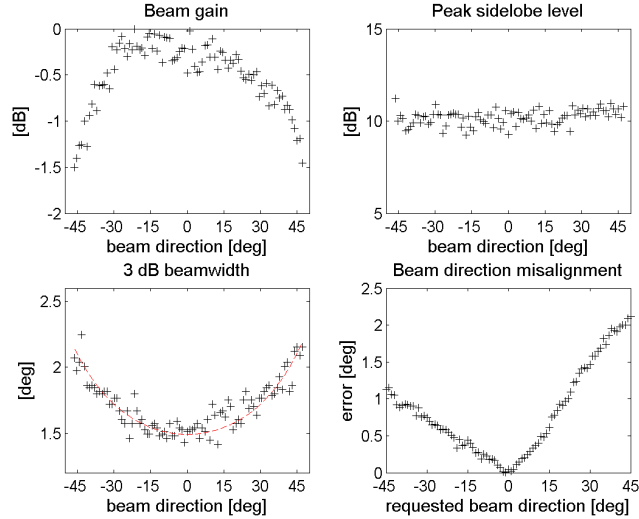 Beam gain
0
-0.5
-1
-1.5
-2
[dB]
-45 -30 -15 0 15 30 45
beam direction [deg]
Peak sidelobe level
15
10
5
[dB]
-45 -30 -15 0 15 30 45
beam direction [deg]
3 dB beamwidth
2.5
2
1.5
[deg]
-45 -30 -15 0 15 30 45
beam direction [deg]
Beam direction misalignment
2.5
2
1.5
1
0.5
0
error [deg]
-45 -30 -15 0 15 30 45
requested beam direction [deg]